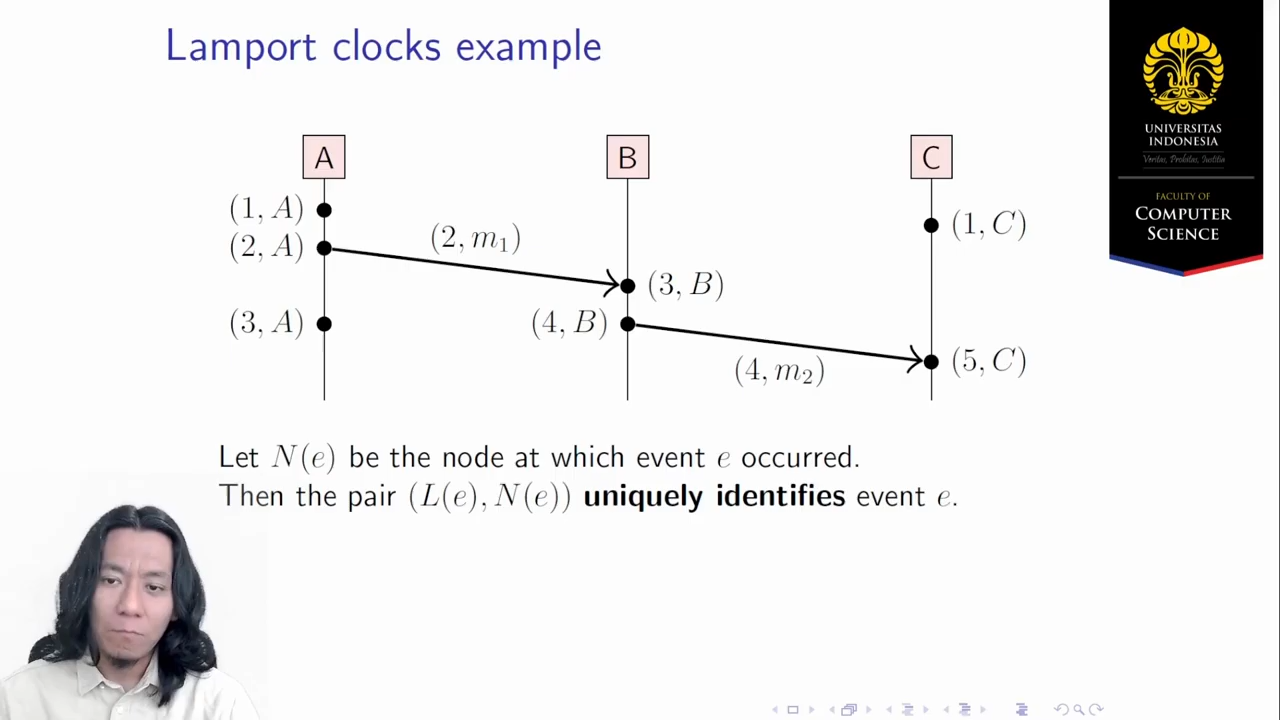 Lamport clocks example
UNIVERSITAS
INDONESIA
Veritas, Probitas, Iustitia
FACULTY OF
COMPUTER
SCIENCE
A
B
C
(1, A)
(2, A)
(2, m₁)
(1, C)
(3, B)
(3, A)
(4, B)
(4, m₂)
(5, C)
Let N(e) be the node at which event e occurred.
Then the pair (L(e), N(e)) uniquely identifies event e.